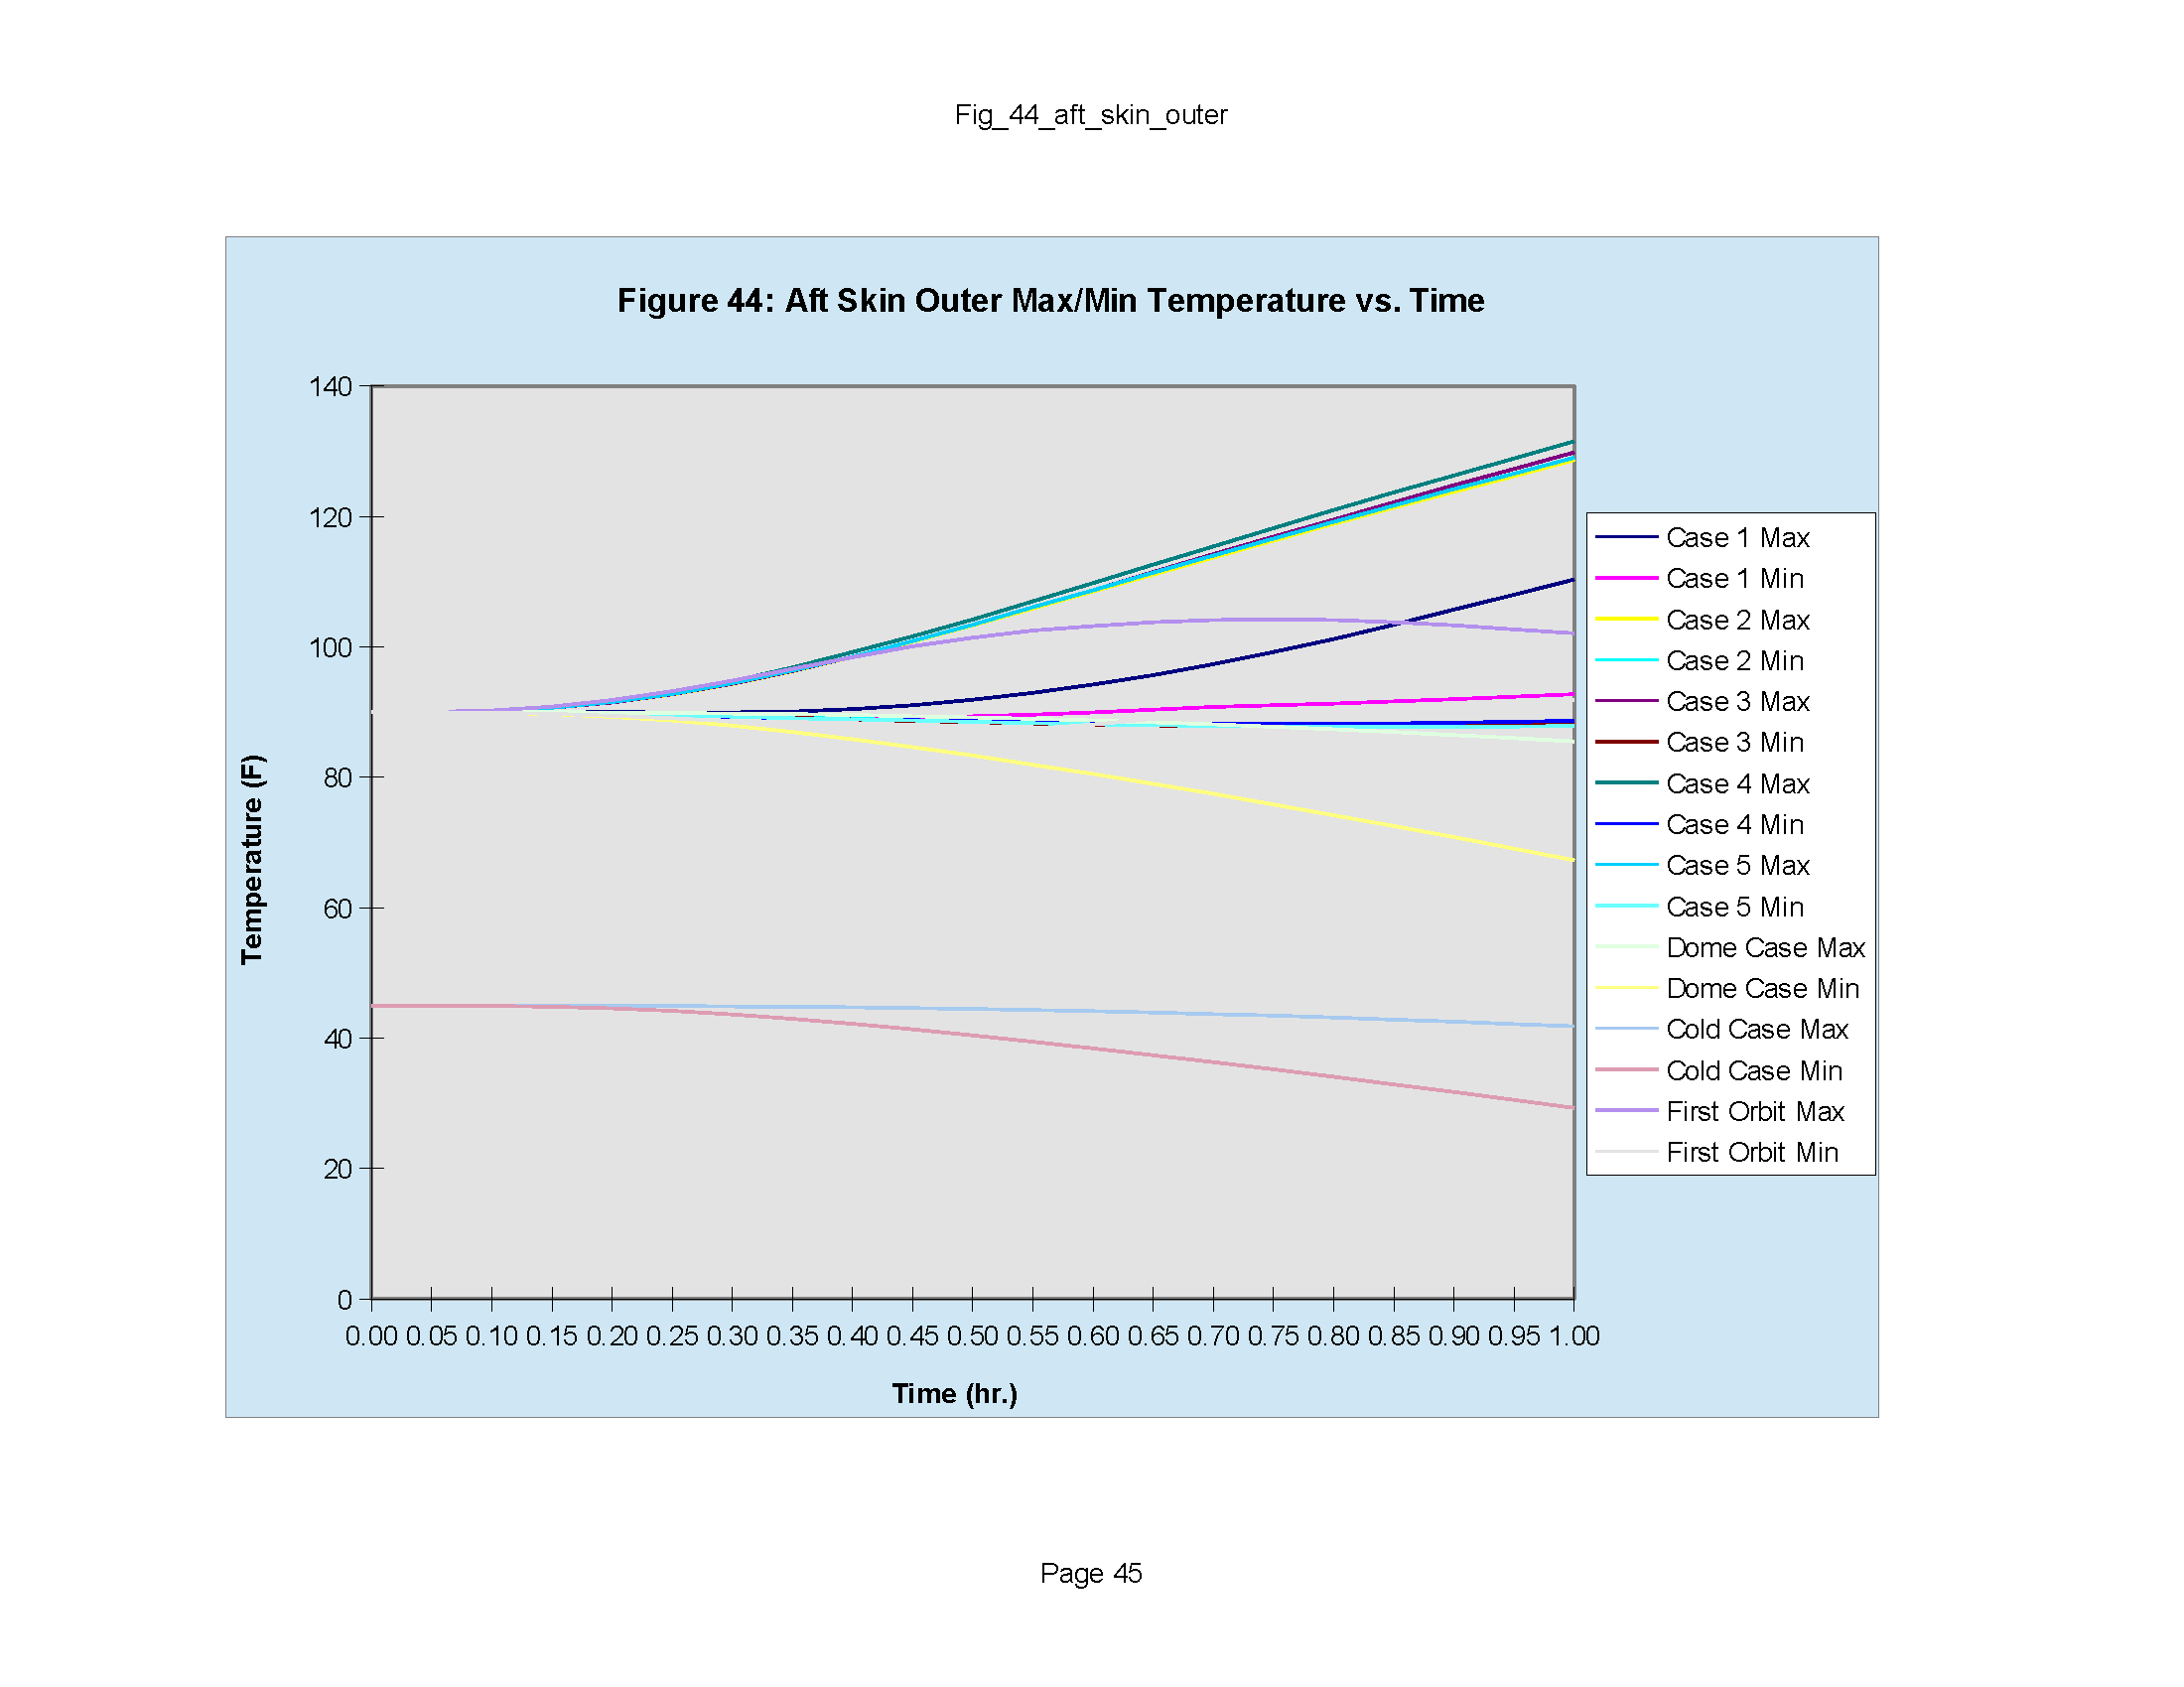 Fig_44_aft_skin_outer
Figure 44: Aft Skin Outer Max/Min Temperature vs. Time
140
120
100
80
60
40
20
0
Temperature (F)
0.00 0.05 0.10 0.15 0.20 0.25 0.30 0.35 0.40 0.45 0.50 0.55 0.60 0.65 0.70 0.75 0.80 0.85 0.90 0.95 1.00
Time (hr.)
Case 1 Max
Case 1 Min
Case 2 Max
Case 2 Min
Case 3 Max
Case 3 Min
Case 4 Max
Case 4 Min
Case 5 Max
Case 5 Min
Dome Case Max
Dome Case Min
Cold Case Max
Cold Case Min
First Orbit Max
First Orbit Min
Page 45